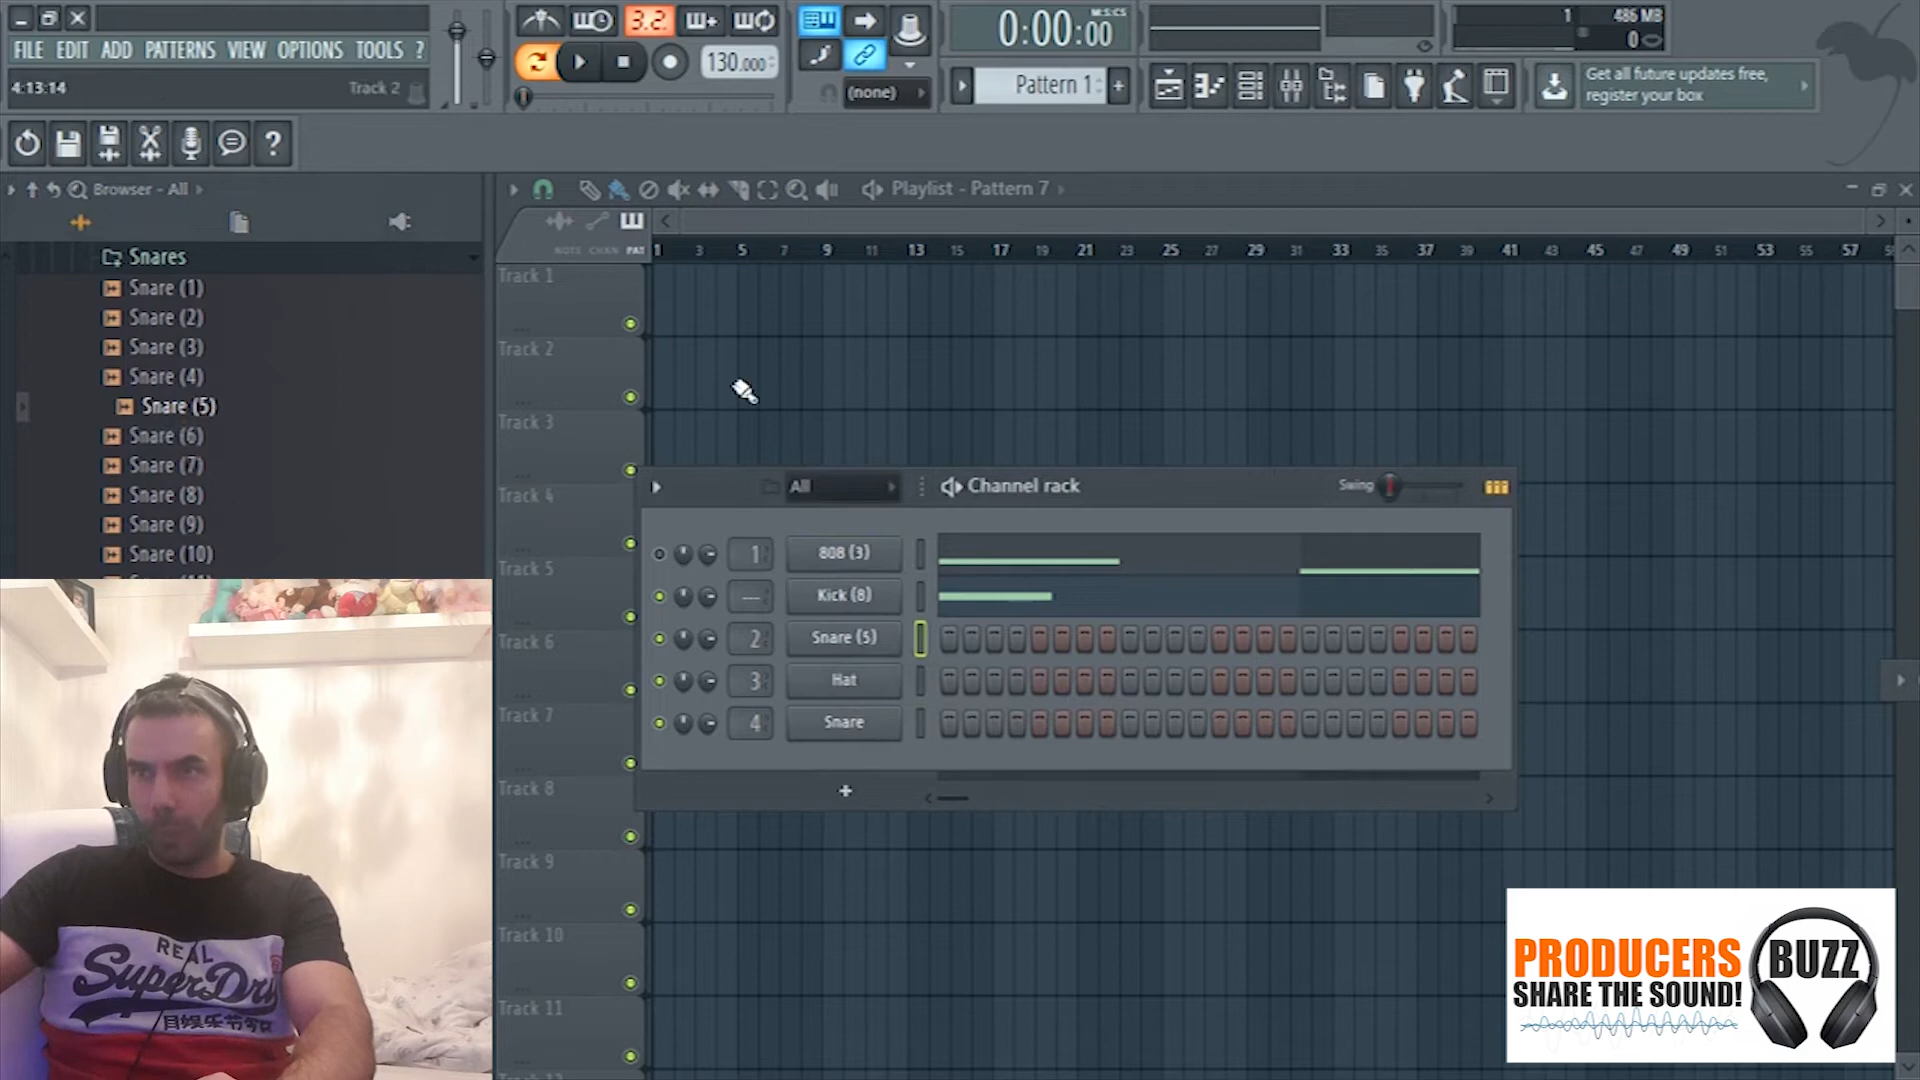 FILE EDIT ADD PATTERNS VIEW OPTIONS TOOLS ?
4:13:14 Track 2
3.2.
130.000
(none)
0:00:00
M:S:CS
Pattern 1
1 486 MB
0
Get all future updates free,
register your box
Browser - All
Snares
Snare (1)
Snare (2)
Snare (3)
Snare (4)
Snare (5)
Snare (6)
Snare (7)
Snare (8)
Snare (9)
Snare (10)
Playlist - Pattern 7
NOTE CHAN PAT
1 3 5 7 9 11 13 15 17 19 21 23 25 27 29 31 33 35 37 39 41 43 45 47 49 51 53 55 57
Track 1
Track 2
Track 3
Track 4
Track 5
Track 6
Track 7
Track 8
Track 9
Track 10
Track 11
All Channel rack Swing
1 808 (3)
--- Kick (8)
2 Snare (5)
3 Hat
4 Snare
REAL
SuperDry
PRODUCERS
SHARE THE SOUND!
BUZZ